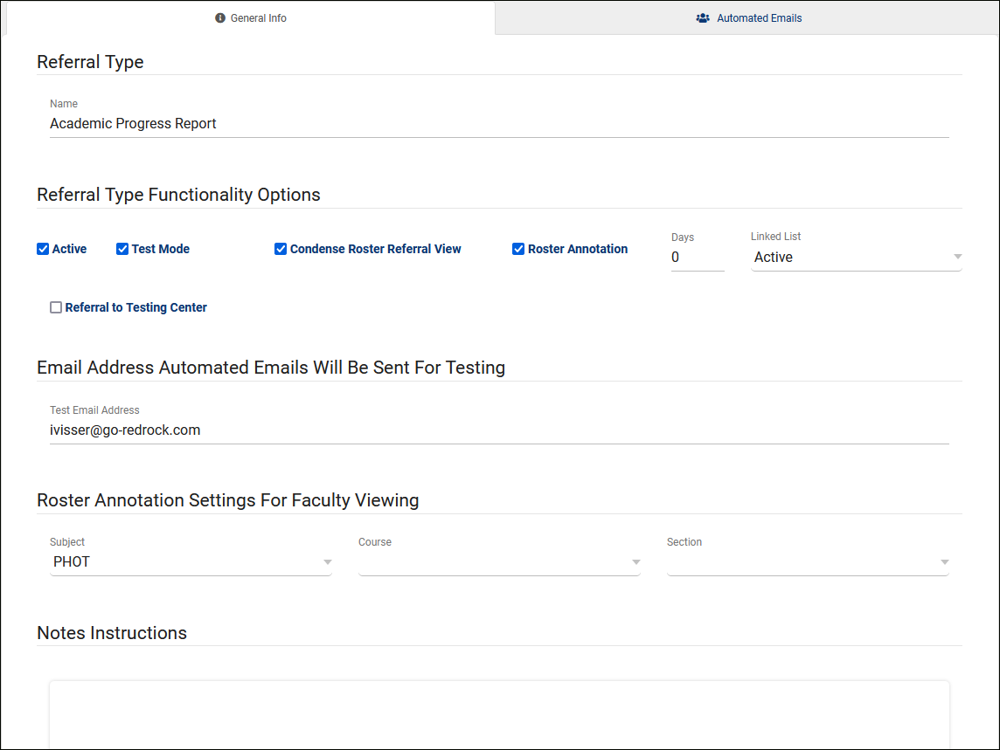 General Info
Automated Emails
Referral Type
Name
Academic Progress Report
Referral Type Functionality Options
Active
Test Mode
Condense Roster Referral View
Roster Annotation
Days
0
Linked List
Active
Referral to Testing Center
Email Address Automated Emails Will Be Sent For Testing
Test Email Address
ivisser@go-redrock.com
Roster Annotation Settings For Faculty Viewing
Subject
PHOT
Course
Section
Notes Instructions